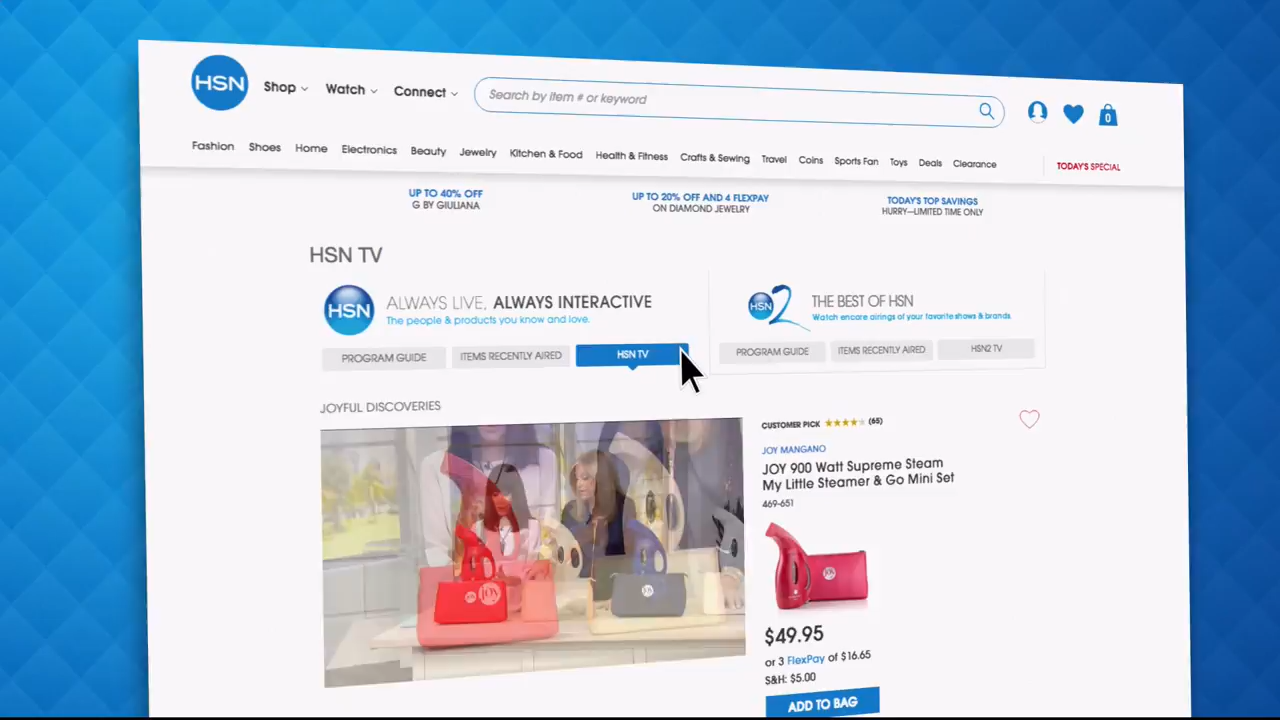 HSN
Shop
Watch
Connect
Search by item # or keyword
0
Fashion
Shoes
Home
Electronics
Beauty
Jewelry
Kitchen & Food
Health & Fitness
Crafts & Sewing
Travel
Coins
Sports Fan
Toys
Deals
Clearance
TODAY'S SPECIAL
UP TO 40% OFF
G BY GIULIANA
UP TO 20% OFF AND 4 FLEXPAY
ON DIAMOND JEWELRY
TODAY'S TOP SAVINGS
HURRY—LIMITED TIME ONLY
HSN TV
HSN
ALWAYS LIVE, ALWAYS INTERACTIVE
The people & products you know and love.
PROGRAM GUIDE
ITEMS RECENTLY AIRED
HSN TV
HSN2
THE BEST OF HSN
Watch encore airings of your favorite shows & brands.
PROGRAM GUIDE
ITEMS RECENTLY AIRED
HSN2 TV
JOYFUL DISCOVERIES
JOY
CUSTOMER PICK
(65)
JOY MANGANO
JOY 900 Watt Supreme Steam
My Little Steamer & Go Mini Set
469-651
JOY
$49.95
or 3 FlexPay of $16.65
S&H: $5.00
ADD TO BAG